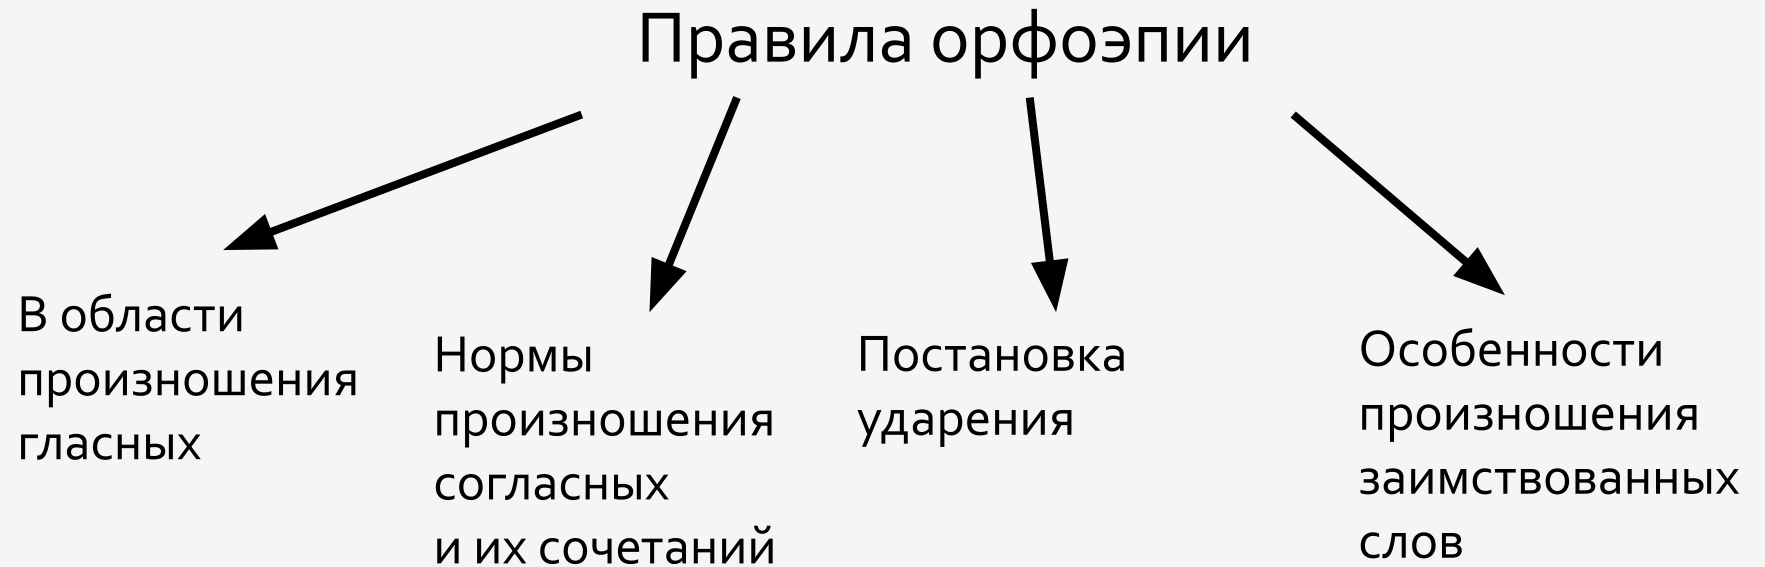 Правила орфоэпии
В области
произношения
гласных
Нормы
произношения
согласных
и их сочетаний
Постановка
ударения
Особенности
произношения
заимствованных
слов